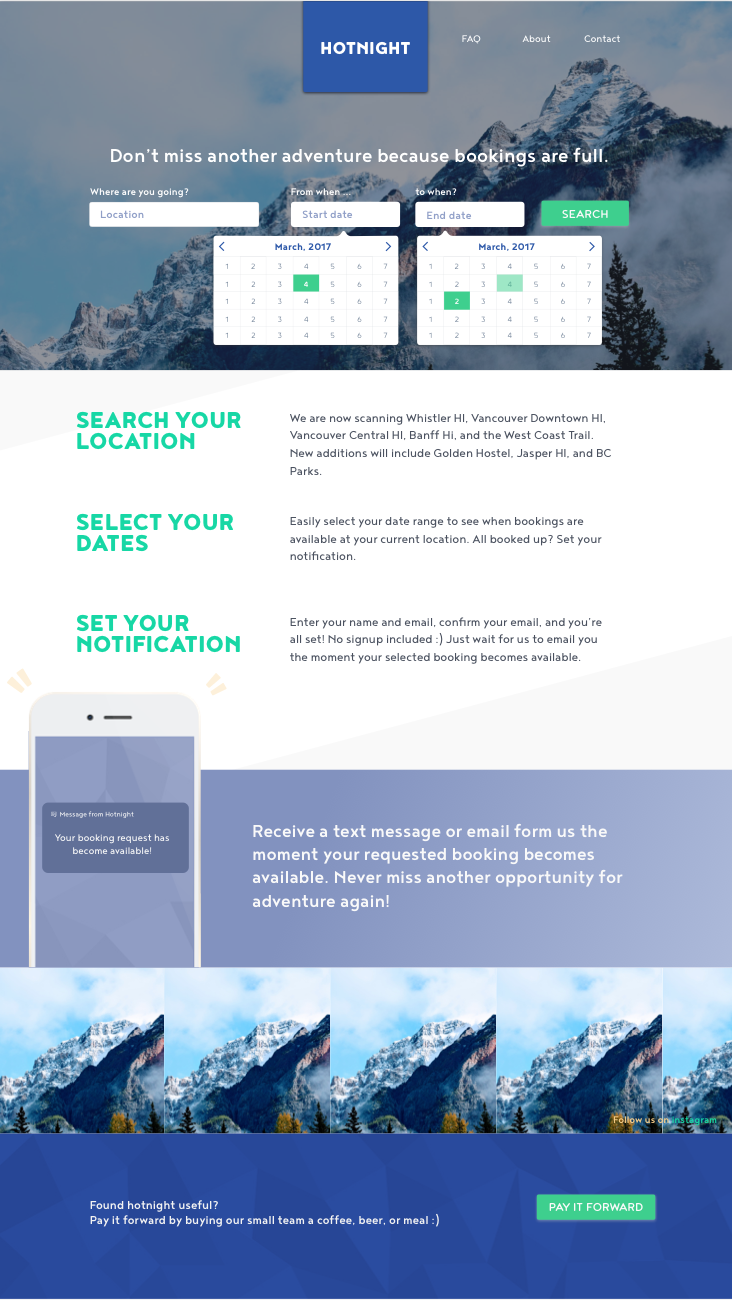 HOTNIGHT
FAQ About Contact
Don't miss another adventure because bookings are full.
Where are you going? From when ... to when?
Location Start date End date SEARCH
< March, 2017 > < March, 2017 >
1 2 3 4 5 6 7 1 2 3 4 5 6 7
1 2 3 4 5 6 7 1 2 3 4 5 6 7
1 2 3 4 5 6 7 1 2 3 4 5 6 7
1 2 3 4 5 6 7 1 2 3 4 5 6 7
1 2 3 4 5 6 7 1 2 3 4 5 6 7
SEARCH YOUR
LOCATION
We are now scanning Whistler HI, Vancouver Downtown HI,
Vancouver Central HI, Banff Hi, and the West Coast Trail.
New additions will include Golden Hostel, Jasper HI, and BC
Parks.
SELECT YOUR
DATES
Easily select your date range to see when bookings are
available at your current location. All booked up? Set your
notification.
SET YOUR
NOTIFICATION
Enter your name and email, confirm your email, and you're
all set! No signup included :) Just wait for us to email you
the moment your selected booking becomes available.
Message from Hotnight
Your booking request has
become available!
Receive a text message or email form us the
moment your requested booking becomes
available. Never miss another opportunity for
adventure again!
Follow us on instagram
Found hotnight useful?
Pay it forward by buying our small team a coffee, beer, or meal :)
PAY IT FORWARD